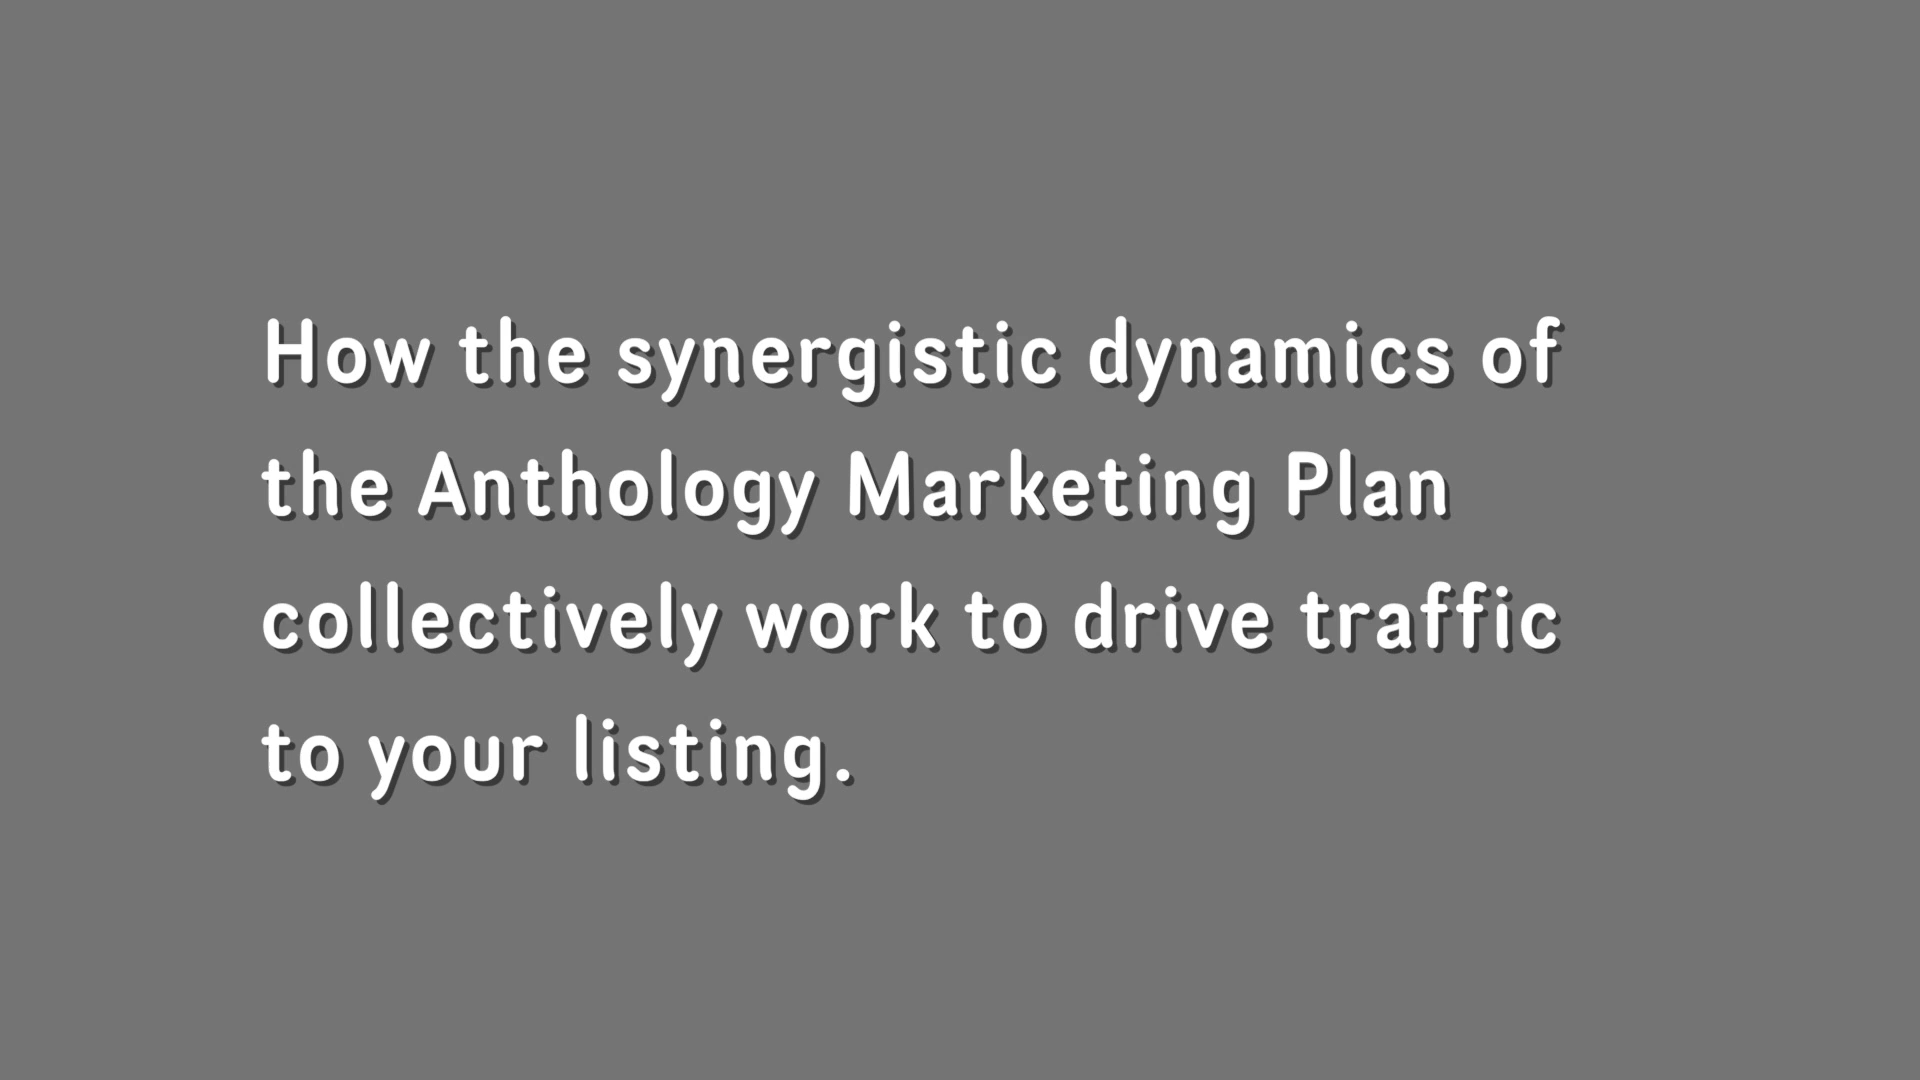 How the synergistic dynamics of
the Anthology Marketing Plan
collectively work to drive traffic
to your listing.